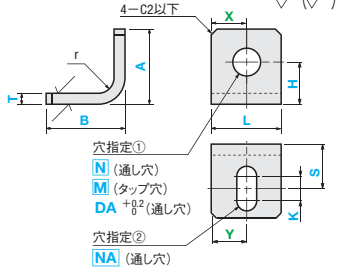 4－C2以下
X
r
A
H
T
B
L
穴指定①
N (通し穴)
M (タップ穴)
DA +0.2 0 (通し穴)
S
K
穴指定②
Y
NA (通し穴)